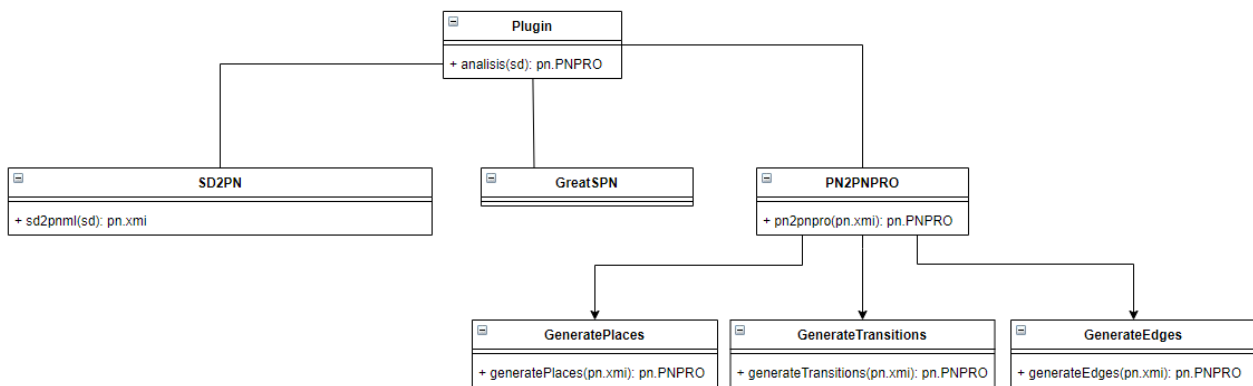 Plugin
+ analisis(sd): pn.PNPRO
SD2PN
+ sd2pnml(sd): pn.xmi
GreatSPN
PN2PNPRO
+ pn2pnpro(pn.xmi): pn.PNPRO
GeneratePlaces
+ generatePlaces(pn.xmi): pn.PNPRO
GenerateTransitions
+ generateTransitions(pn.xmi): pn.PNPRO
GenerateEdges
+ generateEdges(pn.xmi): pn.PNPRO